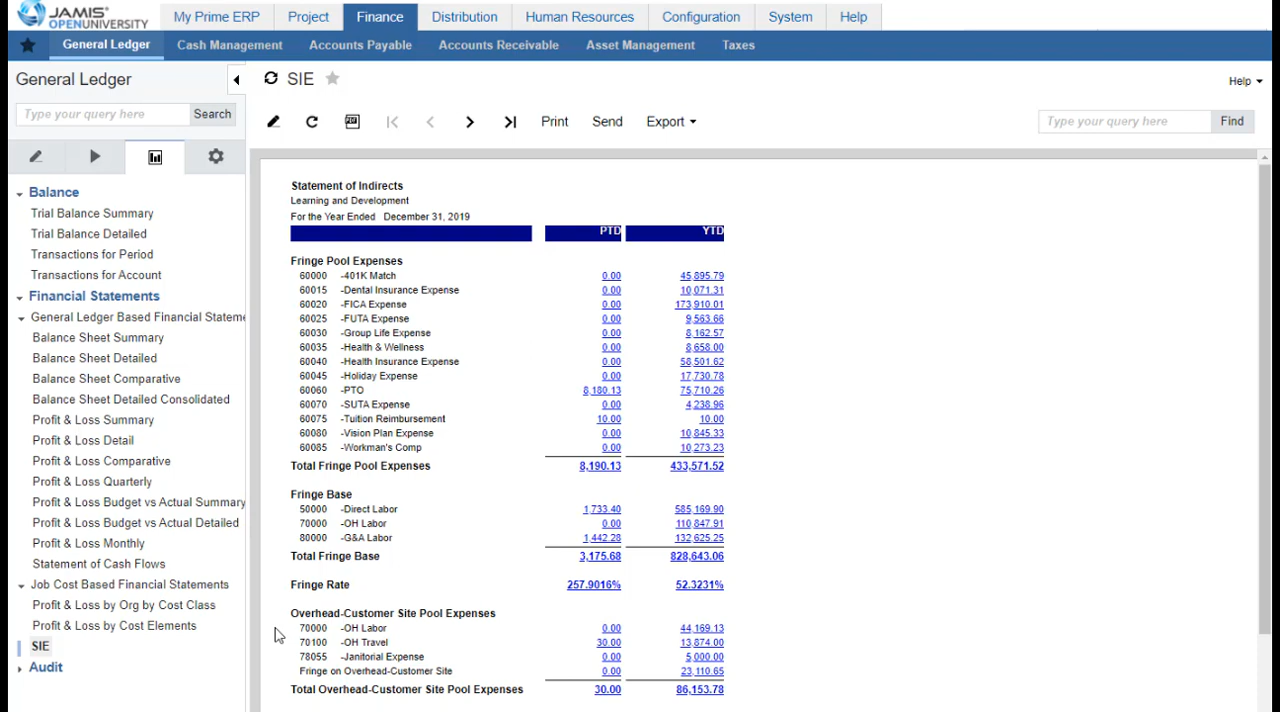 JAMIS
OPENUNIVERSITY
My Prime ERP Project Finance Distribution Human Resources Configuration System Help
General Ledger Cash Management Accounts Payable Accounts Receivable Asset Management Taxes
General Ledger
Type your query here Search
Balance
Trial Balance Summary
Trial Balance Detailed
Transactions for Period
Transactions for Account
Financial Statements
General Ledger Based Financial Stateme
Balance Sheet Summary
Balance Sheet Detailed
Balance Sheet Comparative
Balance Sheet Detailed Consolidated
Profit & Loss Summary
Profit & Loss Detail
Profit & Loss Comparative
Profit & Loss Quarterly
Profit & Loss Budget vs Actual Summary
Profit & Loss Budget vs Actual Detailed
Profit & Loss Monthly
Statement of Cash Flows
Job Cost Based Financial Statements
Profit & Loss by Org by Cost Class
Profit & Loss by Cost Elements
SIE
Audit
SIE
Help
Print Send Export
Type your query here Find
Statement of Indirects
Learning and Development
For the Year Ended December 31, 2019
PTD YTD
Fringe Pool Expenses
60000 -401K Match 0.00 45,895.79
60015 -Dental Insurance Expense 0.00 10,071.31
60020 -FICA Expense 0.00 173,910.01
60025 -FUTA Expense 0.00 9,563.66
60030 -Group Life Expense 0.00 8,162.57
60035 -Health & Wellness 0.00 8,658.00
60040 -Health Insurance Expense 0.00 58,501.62
60045 -Holiday Expense 0.00 17,730.78
60060 -PTO 8,180.13 75,710.26
60070 -SUTA Expense 0.00 4,238.96
60075 -Tuition Reimbursement 10.00 10.00
60080 -Vision Plan Expense 0.00 10,845.33
60085 -Workman's Comp 0.00 10,273.23
Total Fringe Pool Expenses 8,190.13 433,571.52
Fringe Base
50000 -Direct Labor 1,733.40 585,169.90
70000 -OH Labor 0.00 110,847.91
80000 -G&A Labor 1,442.28 132,625.25
Total Fringe Base 3,175.68 828,643.06
Fringe Rate 257.9016% 52.3231%
Overhead-Customer Site Pool Expenses
70000 -OH Labor 0.00 44,169.13
70100 -OH Travel 30.00 13,874.00
78055 -Janitorial Expense 0.00 5,000.00
Fringe on Overhead-Customer Site 0.00 23,110.65
Total Overhead-Customer Site Pool Expenses 30.00 86,153.78